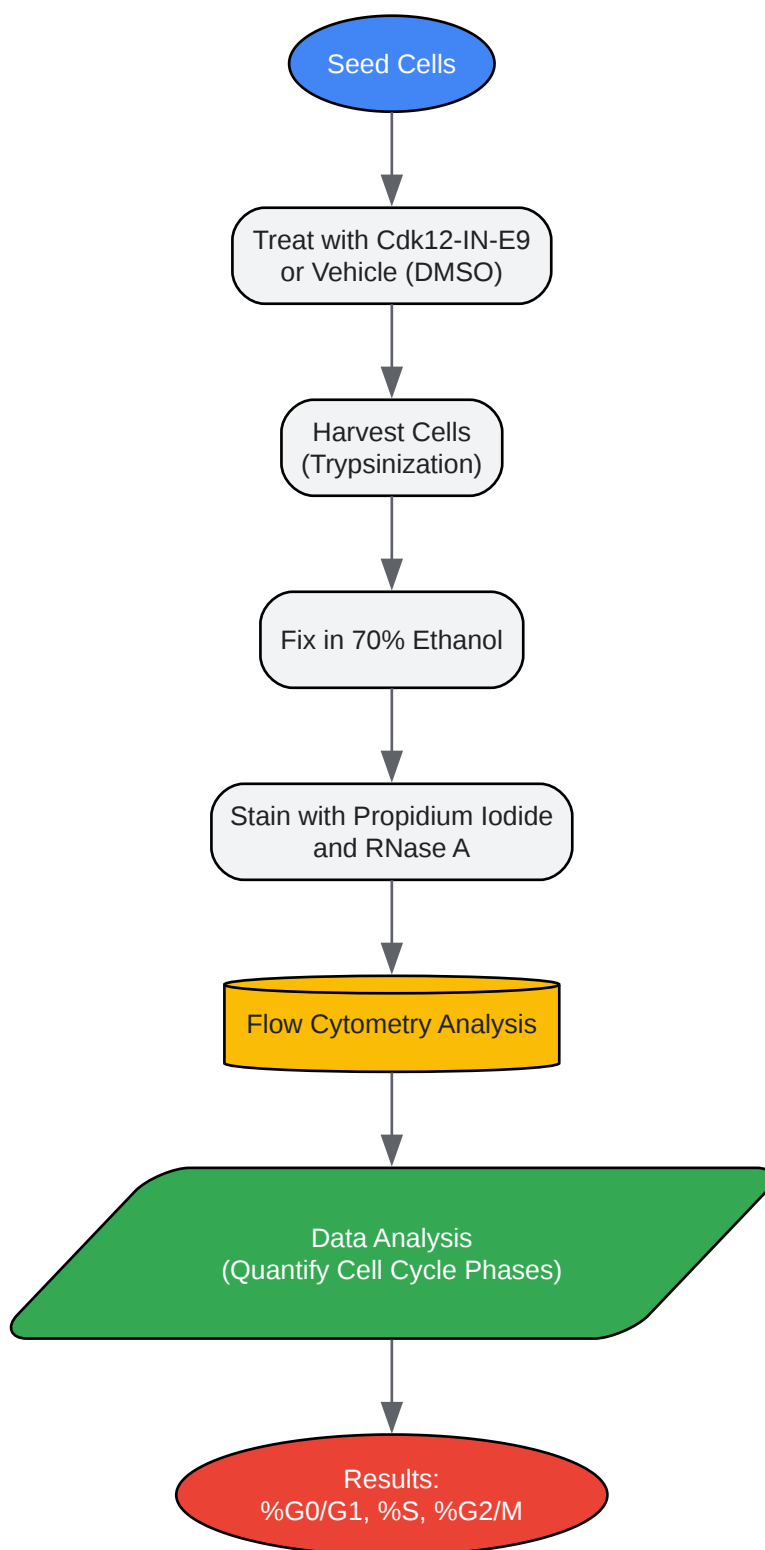 Seed Cells
Treat with Cdk12-IN-E9
or Vehicle (DMSO)
Harvest Cells
(Trypsinization)
Fix in 70% Ethanol
Stain with Propidium Iodide
and RNase A
Flow Cytometry Analysis
Data Analysis
(Quantify Cell Cycle Phases)
Results:
%G0/G1, %S, %G2/M